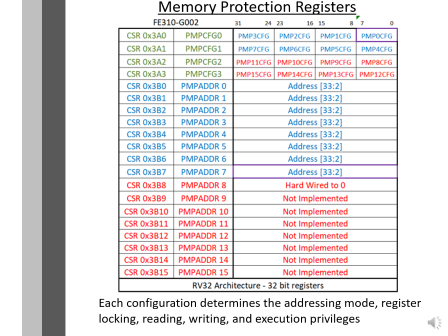 Memory Protection Registers
FE310-G002 31 24 23 16 15 8 7 0
CSR 0x3A0 PMPCFG0 PMP3CFG PMP2CFG PMP1CFG PMP0CFG
CSR 0x3A1 PMPCFG1 PMP7CFG PMP6CFG PMP5CFG PMP4CFG
CSR 0x3A2 PMPCFG2 PMP11CFG PMP10CFG PMP9CFG PMP8CFG
CSR 0x3A3 PMPCFG3 PMP15CFG PMP14CFG PMP13CFG PMP12CFG
CSR 0x3B0 PMPADDR 0 Address [33:2]
CSR 0x3B1 PMPADDR 1 Address [33:2]
CSR 0x3B2 PMPADDR 2 Address [33:2]
CSR 0x3B3 PMPADDR 3 Address [33:2]
CSR 0x3B4 PMPADDR 4 Address [33:2]
CSR 0x3B5 PMPADDR 5 Address [33:2]
CSR 0x3B6 PMPADDR 6 Address [33:2]
CSR 0x3B7 PMPADDR 7 Address [33:2]
CSR 0x3B8 PMPADDR 8 Hard Wired to 0
CSR 0x3B9 PMPADDR 9 Not Implemented
CSR 0x3B10 PMPADDR 10 Not Implemented
CSR 0x3B11 PMPADDR 11 Not Implemented
CSR 0x3B12 PMPADDR 12 Not Implemented
CSR 0x3B13 PMPADDR 13 Not Implemented
CSR 0x3B14 PMPADDR 14 Not Implemented
CSR 0x3B15 PMPADDR 15 Not Implemented
RV32 Architecture - 32 bit registers
Each configuration determines the addressing mode, register
locking, reading, writing, and execution privileges